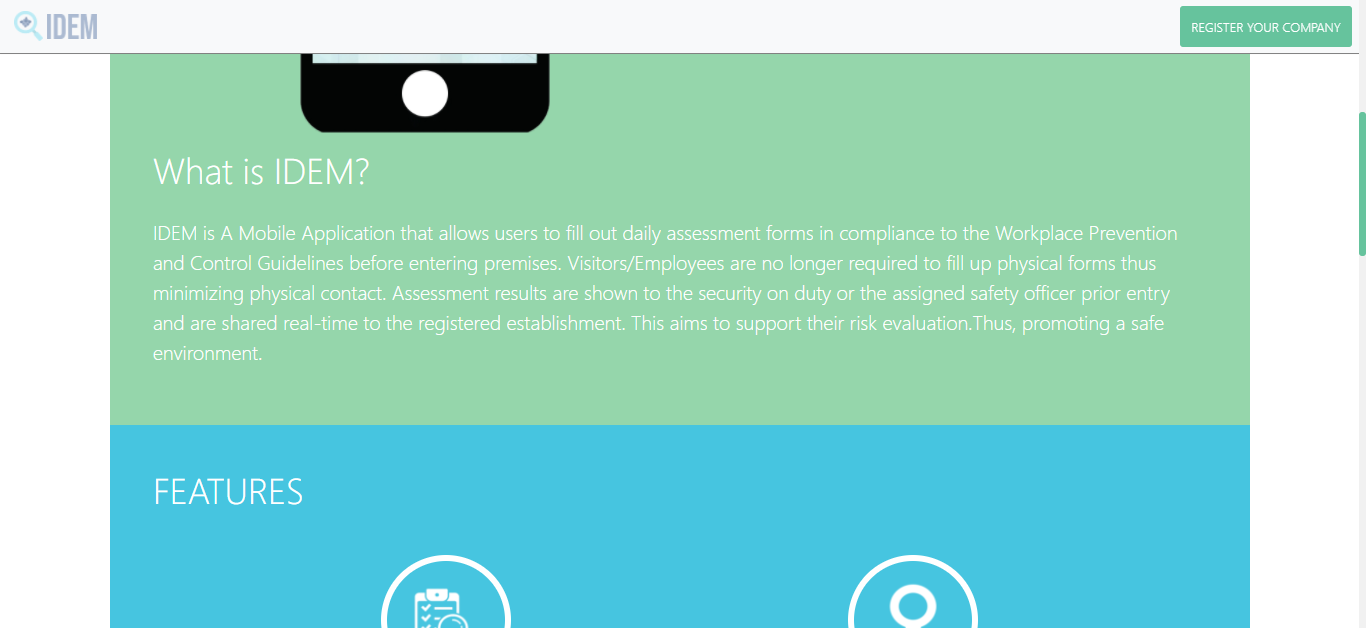 IDEM
REGISTER YOUR COMPANY
What is IDEM?
IDEM is A Mobile Application that allows users to fill out daily assessment forms in compliance to the Workplace Prevention
and Control Guidelines before entering premises. Visitors/Employees are no longer required to fill up physical forms thus
minimizing physical contact. Assessment results are shown to the security on duty or the assigned safety officer prior entry
and are shared real-time to the registered establishment. This aims to support their risk evaluation.Thus, promoting a safe
environment.
FEATURES